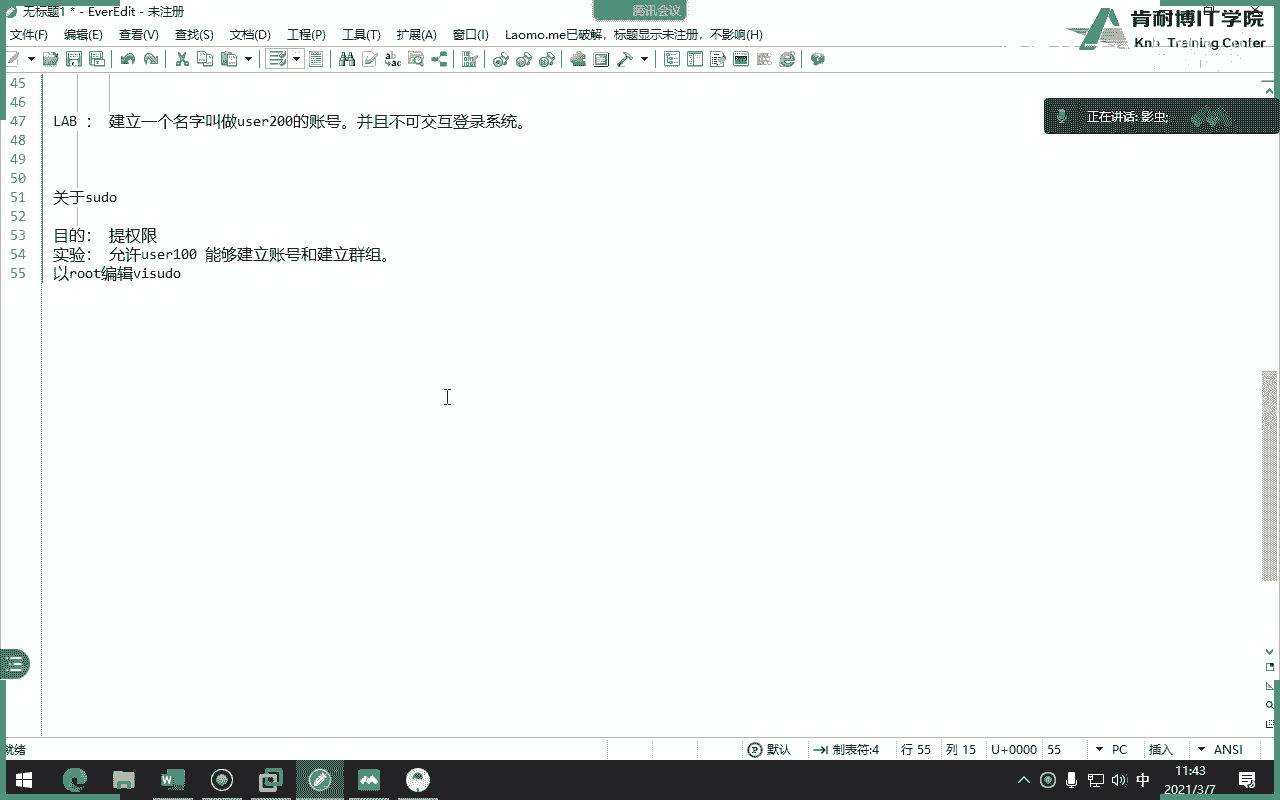 无标题1 * - EverEdit - 未注册
腾讯会议
肯耐博IT学院
Training Center
文件(F) 编辑(E) 查看(V) 查找(S) 文档(D) 工程(P) 工具(T) 扩展(A) 窗口(I) Laomo.me已破解，标题显示未注册，不影响(H)
正在讲话: 影虫;
45
46
47 LAB ： 建立一个名字叫做user200的账号。并且不可交互登录系统。
48
49
50
51 关于sudo
52
53 目的： 提权限
54 实验： 允许user100 能够建立账号和建立群组。
55 以root编辑visudo
就绪 默认 制表符:4 行 55 列 15 U+0000 55 PC 插入 ANSI
中 11:43
2021/3/7